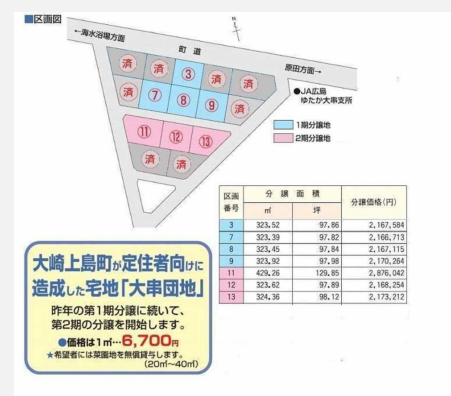 ■区画図
N
←海水浴場方面
町道
原田方面→
済 済 ③ 済 済
済 ⑦ ⑧ ⑨ 済
⑪ ⑫ ⑬
済 済
●JA広島
ゆたか大串支所
1期分譲地
2期分譲地
区画番号 分譲面積 分譲価格(円)
㎡ 坪
3 323.52 97.86 2,167,584
7 323.39 97.82 2,166,713
8 323.45 97.84 2,167,115
9 323.92 97.98 2,170,264
11 429.26 129.85 2,876,042
12 323.62 97.89 2,168,254
13 324.36 98.12 2,173,212
大崎上島町が定住者向けに
造成した宅地「大串団地」
昨年の第1期分譲に続いて、
第2期の分譲を開始します。
●価格は1㎡…6,700円
★希望者には菜園地を無償貸与します。
(20㎡〜40㎡)